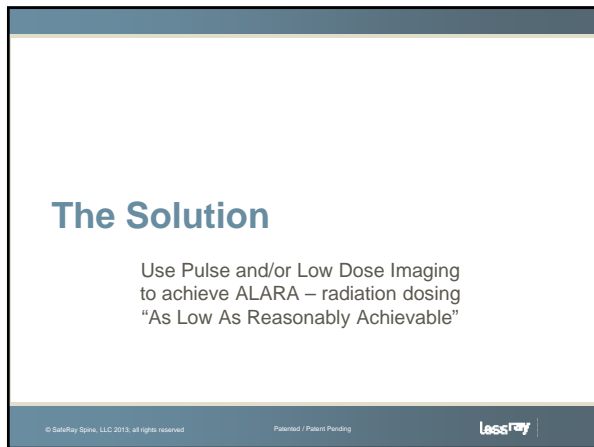 The Solution
Use Pulse and/or Low Dose Imaging
to achieve ALARA – radiation dosing
“As Low As Reasonably Achievable”
© SafeRay Spine, LLC 2013; all rights reserved
Patented / Patent Pending
Lessray